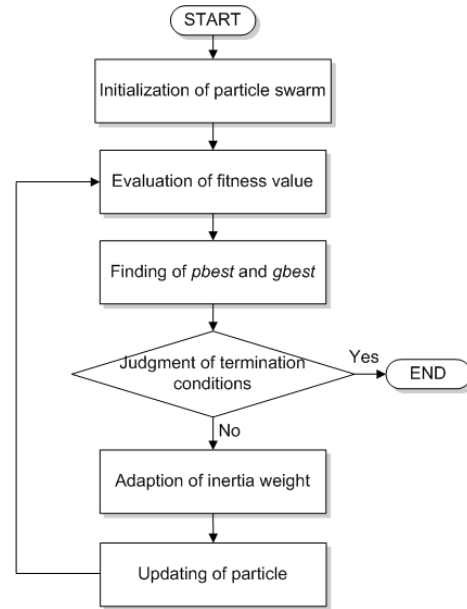 START
Initialization of particle swarm
Evaluation of fitness value
Finding of pbest and gbest
Judgment of termination
conditions
Yes
END
No
Adaption of inertia weight
Updating of particle